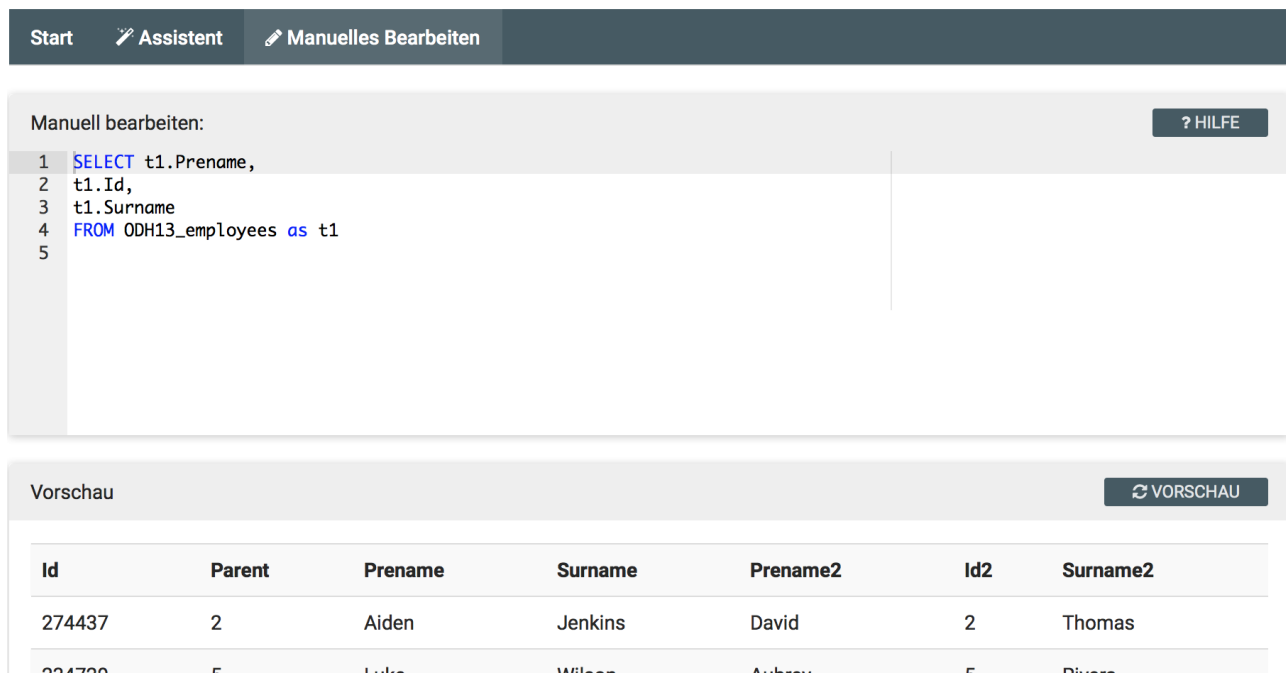 Start Assistent Manuelles Bearbeiten
Manuell bearbeiten: ? HILFE
1 SELECT t1.Prename,
2 t1.Id,
3 t1.Surname
4 FROM ODH13_employees as t1
5
Vorschau VORSCHAU
Id Parent Prename Surname Prename2 Id2 Surname2
274437 2 Aiden Jenkins David 2 Thomas